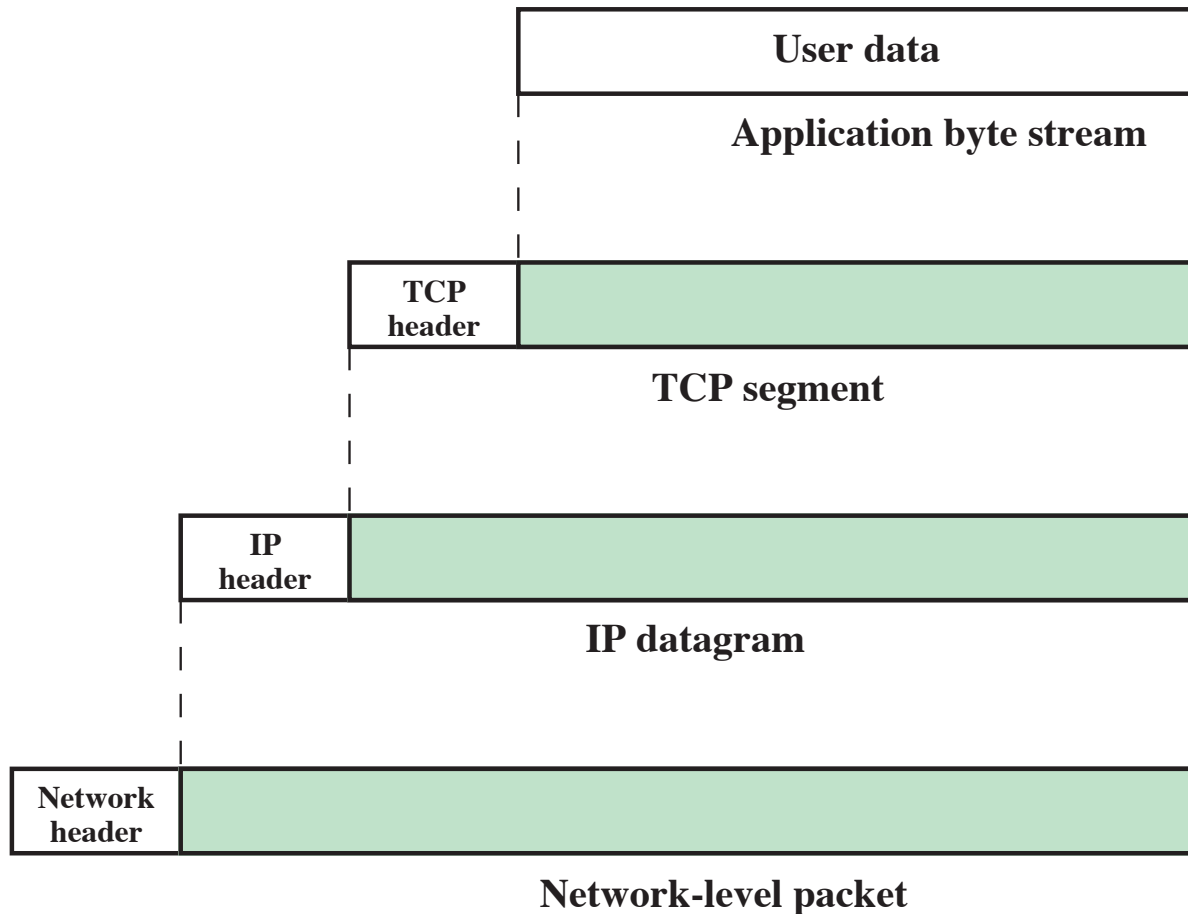 User data
Application byte stream
TCP
header
TCP segment
IP
header
IP datagram
Network
header
Network-level packet